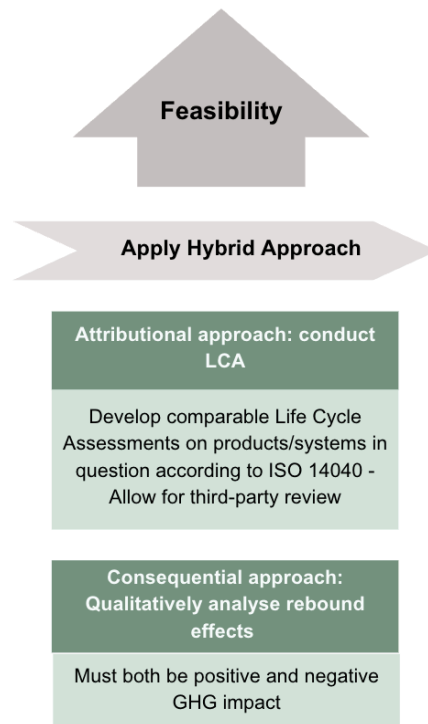 Feasibility
Apply Hybrid Approach
Attributional approach: conduct
LCA
Develop comparable Life Cycle
Assessments on products/systems in
question according to ISO 14040 -
Allow for third-party review
Consequential approach:
Qualitatively analyse rebound
effects
Must both be positive and negative
GHG impact